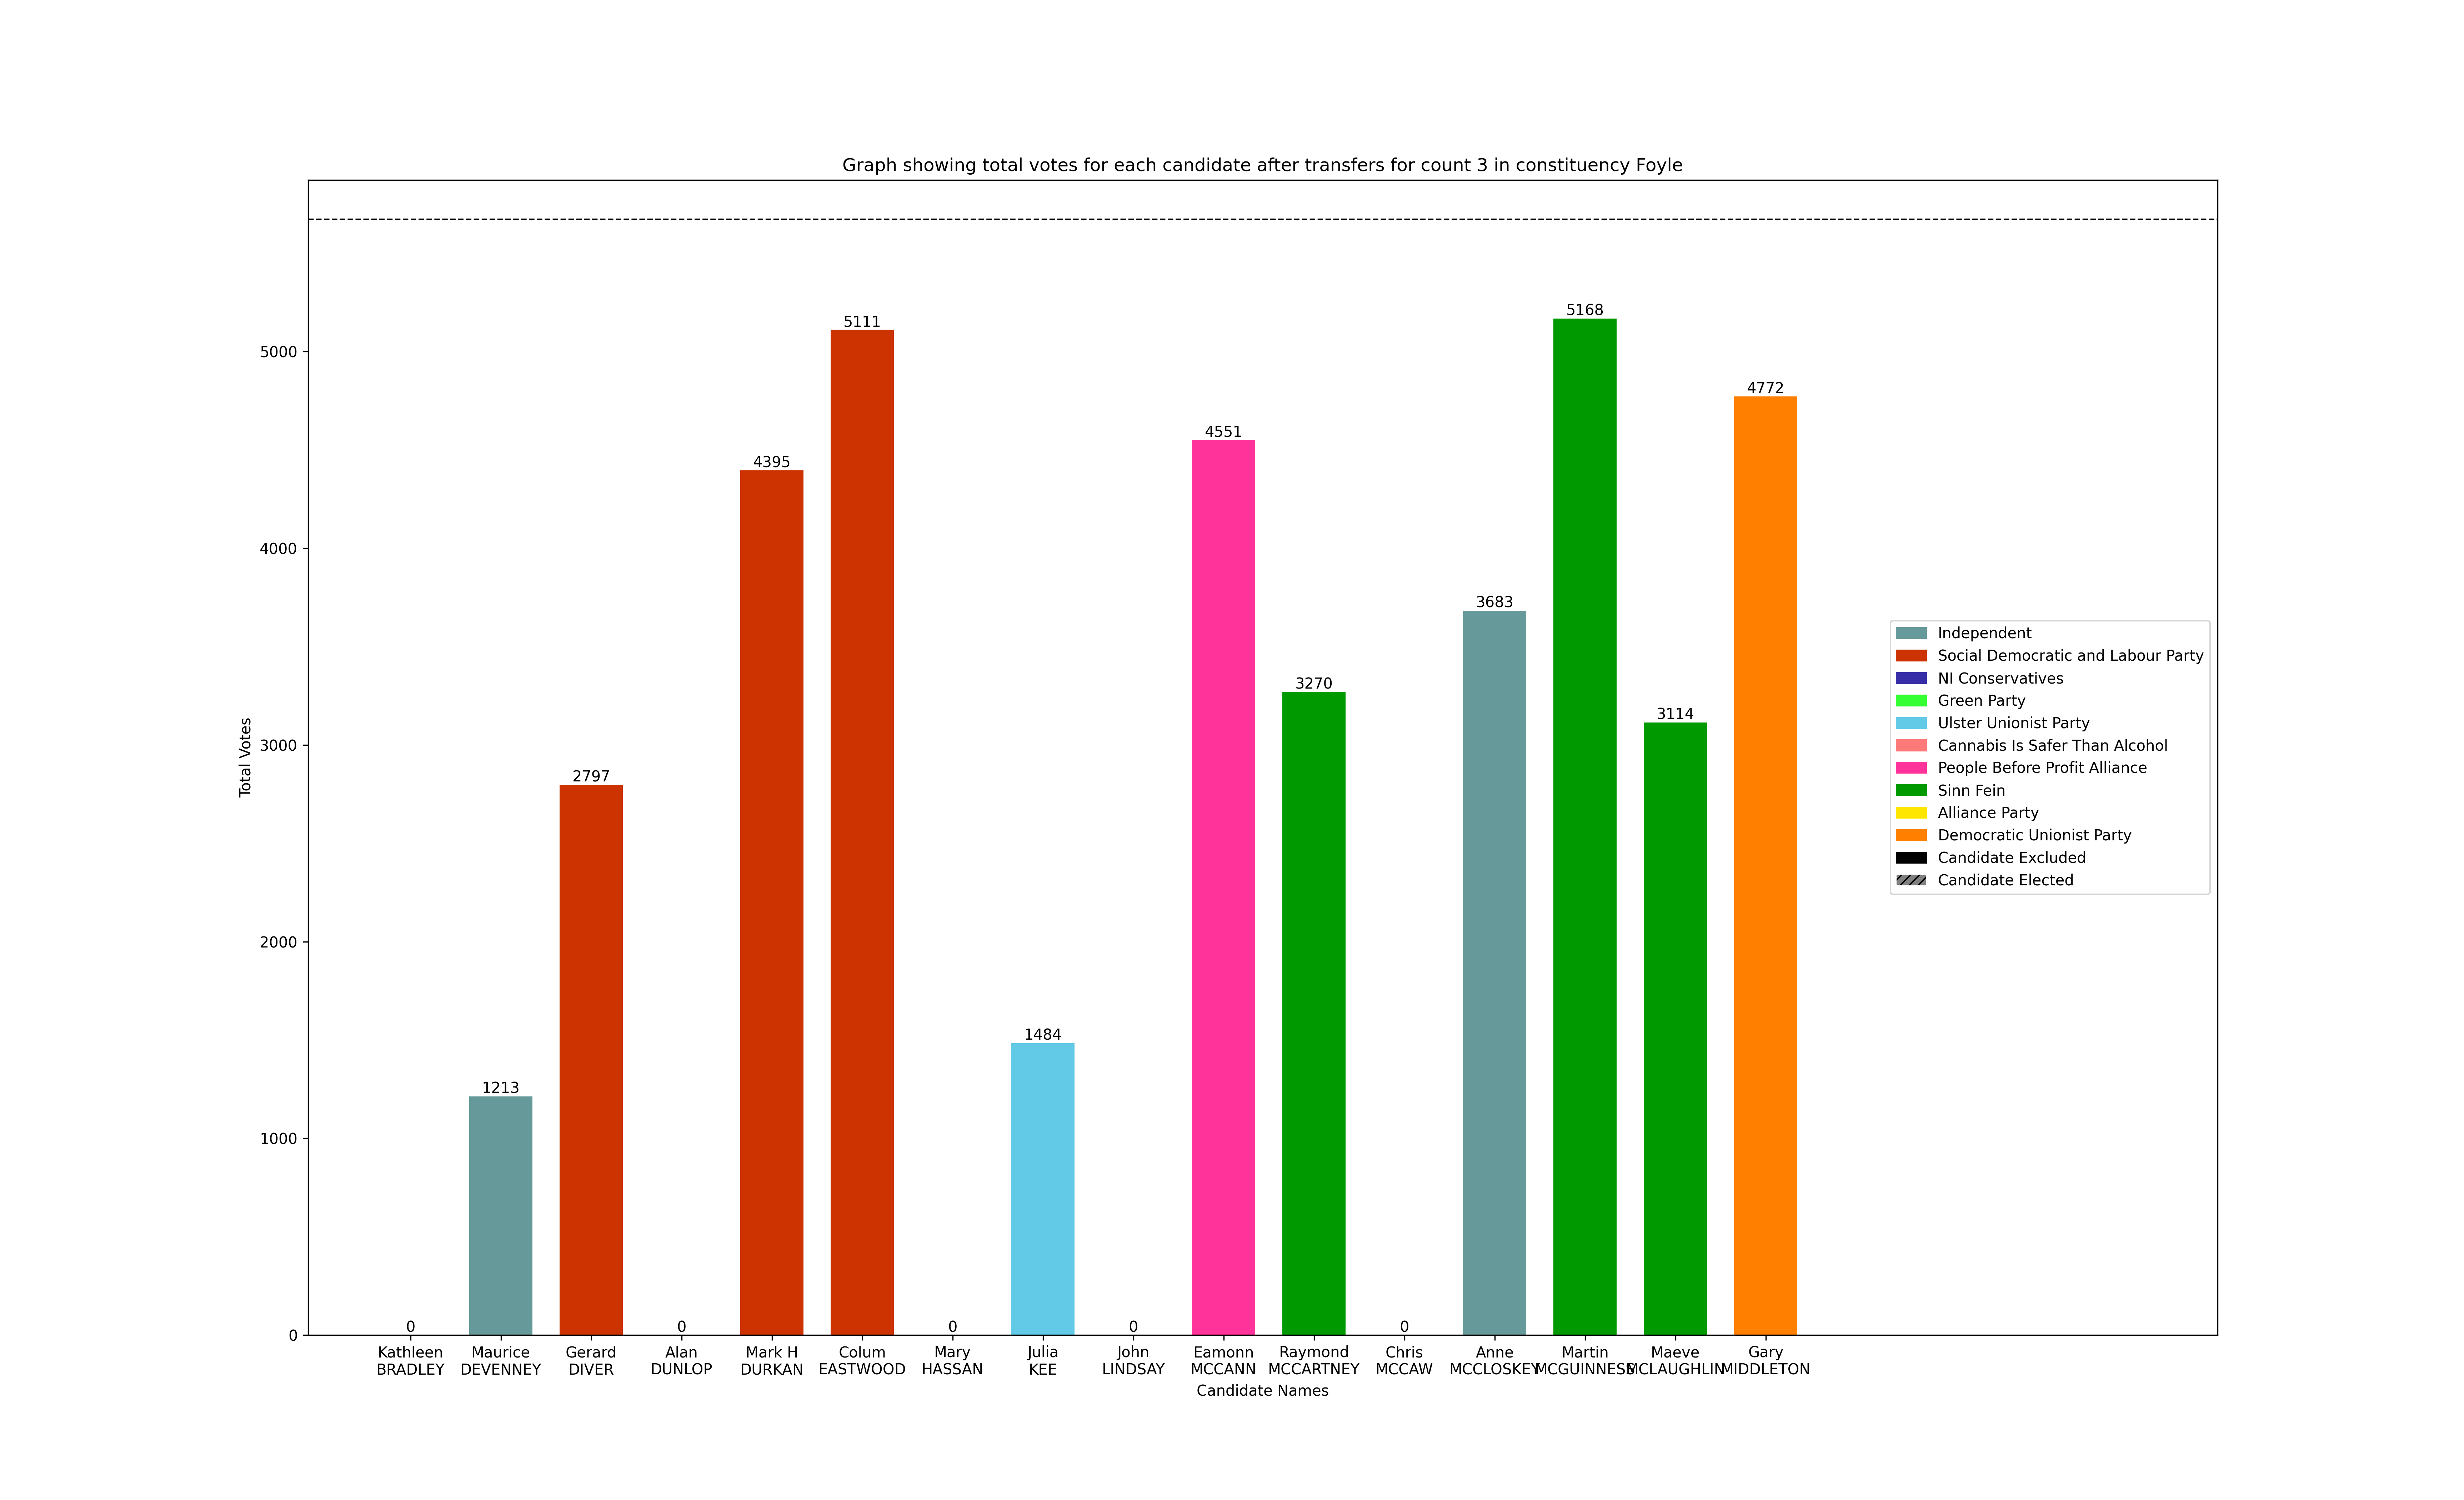 Graph showing total votes for each candidate after transfers for count 3 in constituency Foyle
Total Votes
5000
4000
3000
2000
1000
0
0
1213
2797
0
4395
5111
0
1484
0
4551
3270
0
3683
5168
3114
4772
Kathleen
BRADLEY
Maurice
DEVENNEY
Gerard
DIVER
Alan
DUNLOP
Mark H
DURKAN
Colum
EASTWOOD
Mary
HASSAN
Julia
KEE
John
LINDSAY
Eamonn
MCCANN
Raymond
MCCARTNEY
Chris
MCCAW
Anne
MCCLOSKEY
Martin
MCGUINNESS
Maeve
MCLAUGHLIN
Gary
MIDDLETON
Candidate Names
Independent
Social Democratic and Labour Party
NI Conservatives
Green Party
Ulster Unionist Party
Cannabis Is Safer Than Alcohol
People Before Profit Alliance
Sinn Fein
Alliance Party
Democratic Unionist Party
Candidate Excluded
Candidate Elected